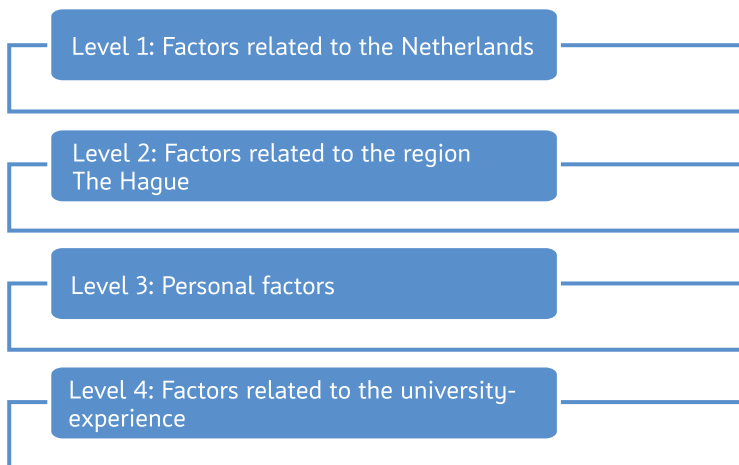 Level 1: Factors related to the Netherlands
Level 2: Factors related to the region
The Hague
Level 3: Personal factors
Level 4: Factors related to the university-
experience